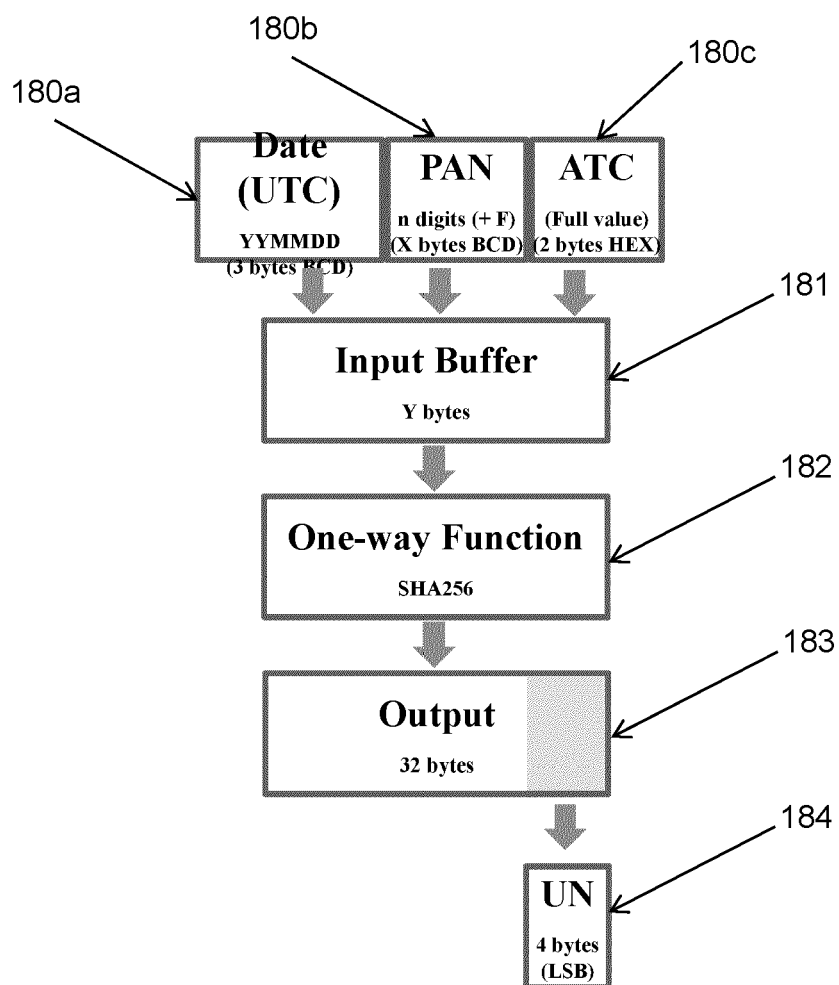 180b
180c
180a
Date
(UTC)
YYMMDD
(3 bytes BCD)
PAN
n digits (+ F)
(X bytes BCD)
ATC
(Full value)
(2 bytes HEX)
181
Input Buffer
Y bytes
182
One-way Function
SHA256
183
Output
32 bytes
184
UN
4 bytes
(LSB)